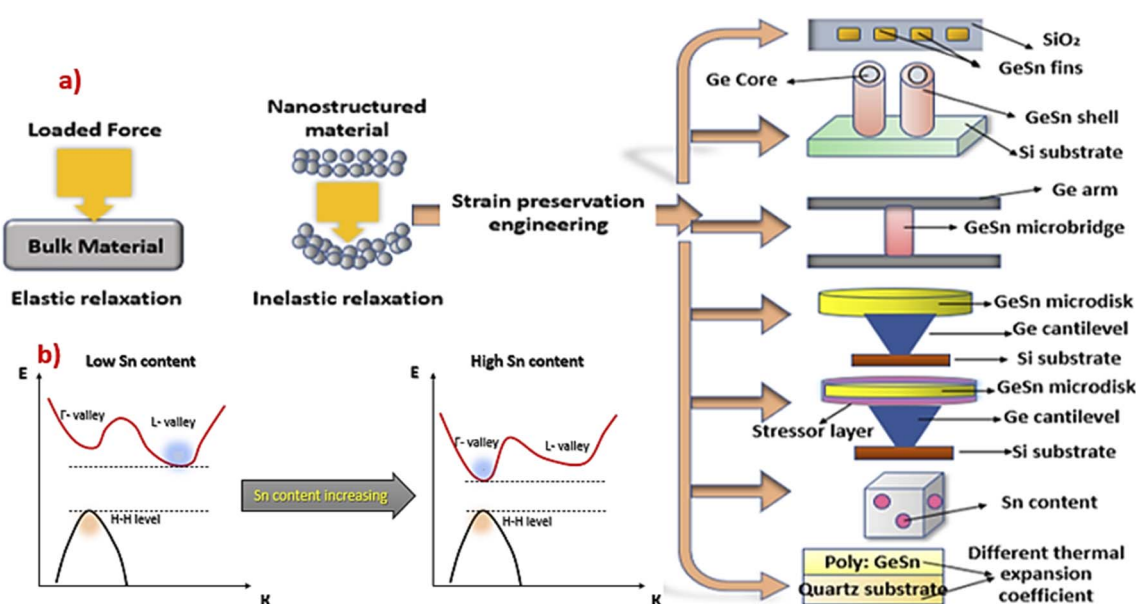 a)
Loaded Force
Bulk Material
Elastic relaxation
Nanostructured
material
Inelastic relaxation
Strain preservation
engineering
SiO₂
GeSn fins
Ge Core
GeSn shell
Si substrate
Ge arm
GeSn microbridge
GeSn microdisk
Ge cantilevel
Si substrate
GeSn microdisk
Ge cantilevel
Stressor layer
Si substrate
Sn content
Poly: GeSn
Quartz substrate
Different thermal
expansion
coefficient
b)
Low Sn content
E
Γ- valley
L- valley
H-H level
K
Sn content increasing
High Sn content
E
Γ- valley
L- valley
H-H level
K